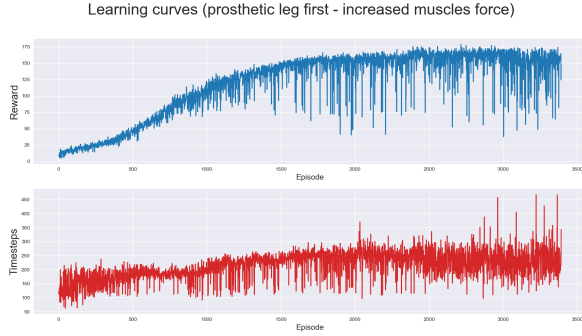 Learning curves (prosthetic leg first - increased muscles force)
Reward
175
150
125
100
75
50
25
0
0 500 1000 1500 2000 2500 3000 3500
Episode
Timesteps
450
400
350
300
250
200
150
100
50
0 500 1000 1500 2000 2500 3000 3500
Episode